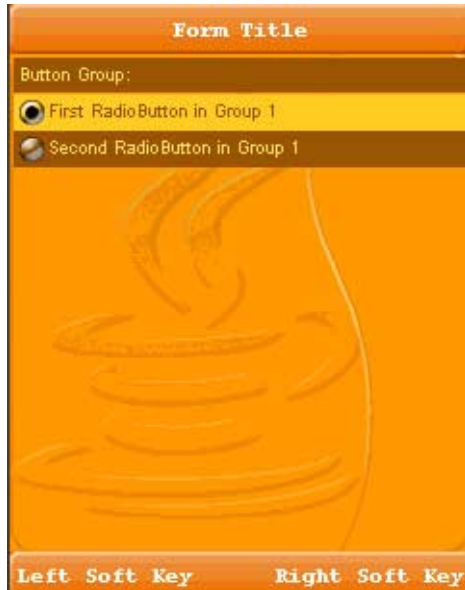 Form Title
Button Group:
First RadioButton in Group 1
Second RadioButton in Group 1
Left Soft Key Right Soft Key